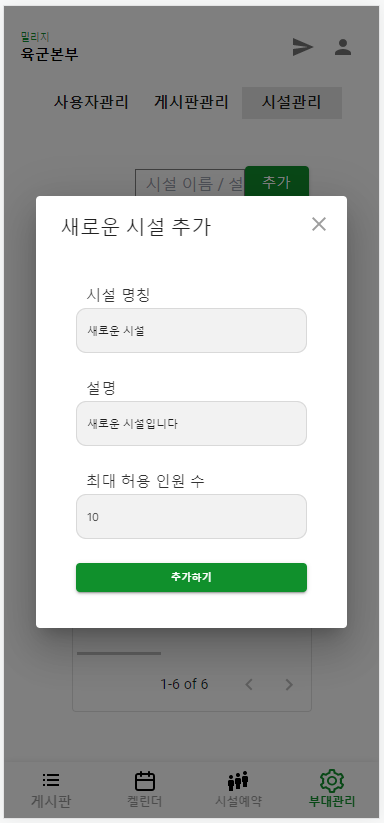 밀리지
육군본부
사용자관리 게시판관리 시설관리
시설 이름 / 설 추가
새로운 시설 추가
시설 명칭
새로운 시설
설명
새로운 시설입니다
최대 허용 인원 수
10
추가하기
1-6 of 6
게시판 켈린더 시설예약 부대관리